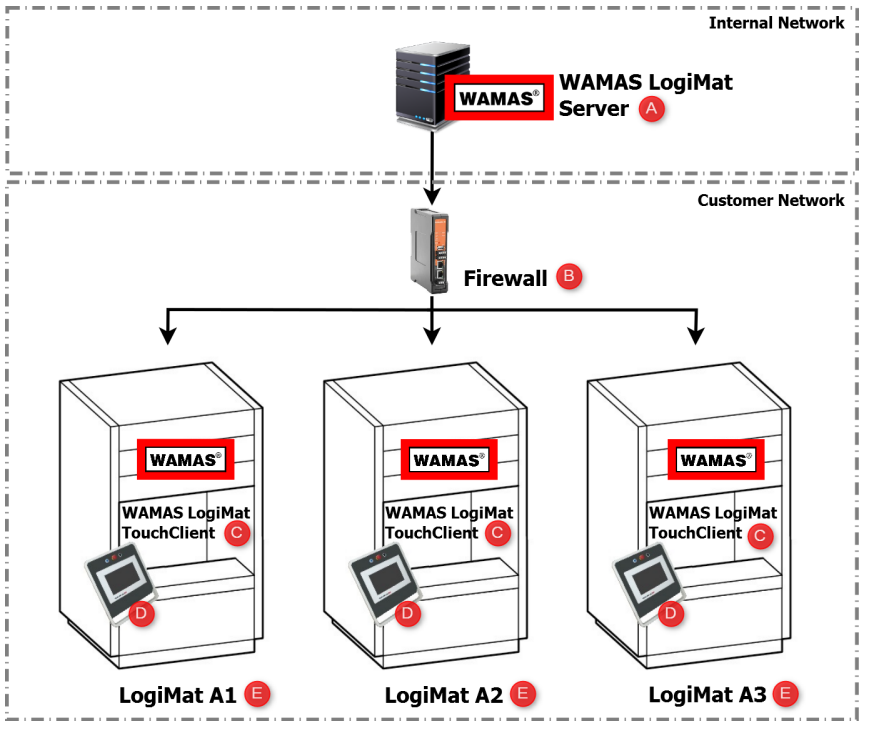 Internal Network
WAMAS®
WAMAS LogiMat
Server A
Customer Network
Firewall B
WAMAS®
WAMAS LogiMat
TouchClient C
D
LogiMat A1 E
WAMAS®
WAMAS LogiMat
TouchClient C
D
LogiMat A2 E
WAMAS®
WAMAS LogiMat
TouchClient C
D
LogiMat A3 E